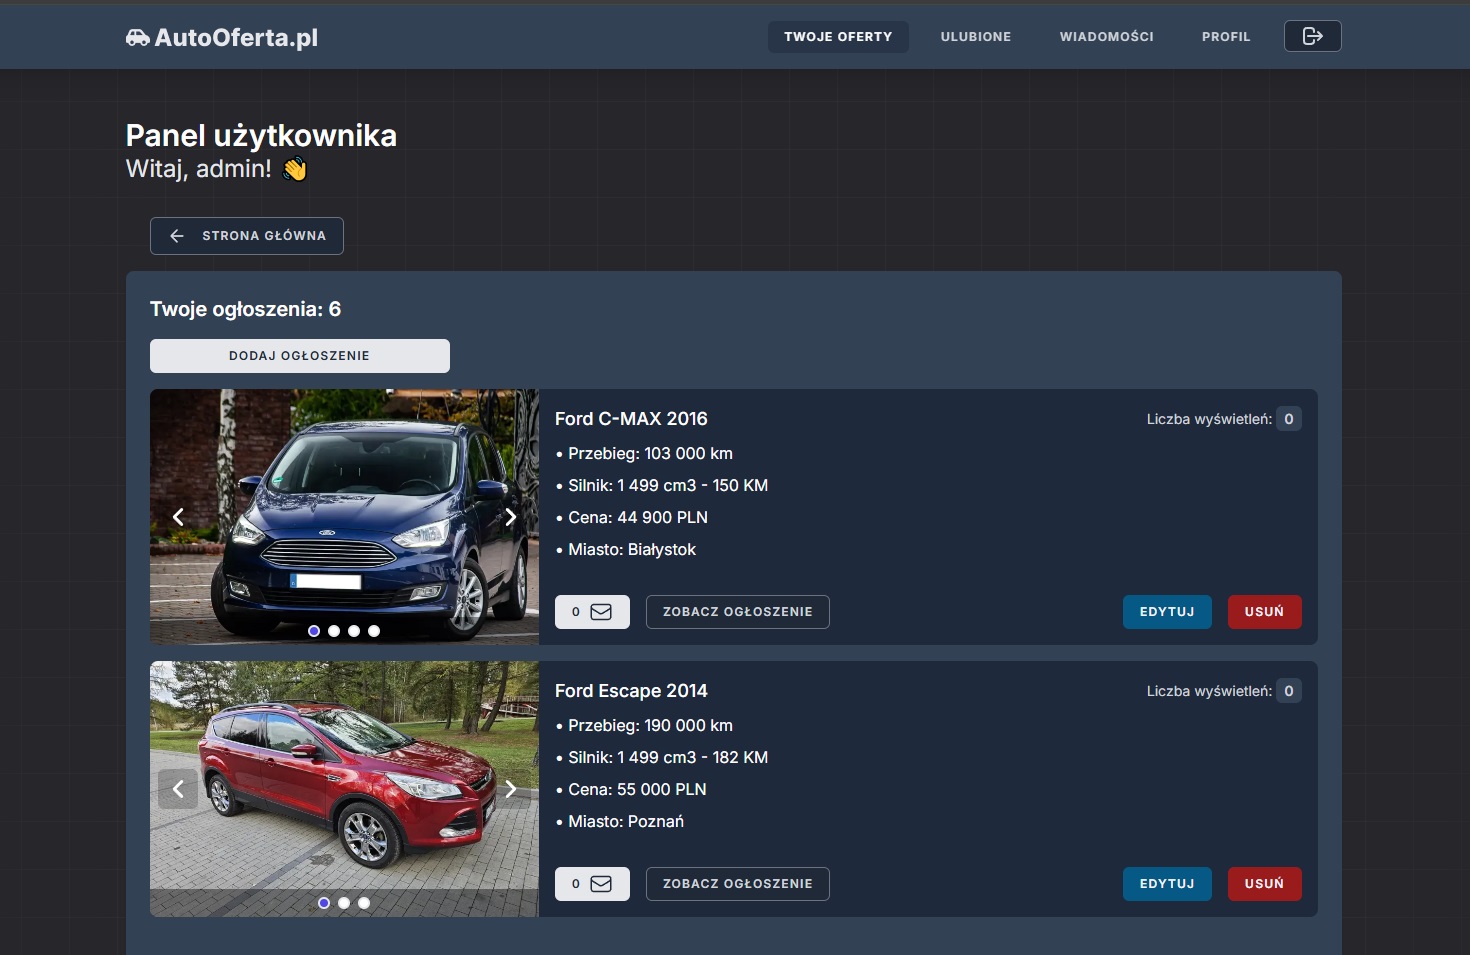 AutoOferta.pl
TWOJE OFERTY
ULUBIONE
WIADOMOŚCI
PROFIL
Panel użytkownika
Witaj, admin! 👋
STRONA GŁÓWNA
Twoje ogłoszenia: 6
DODAJ OGŁOSZENIE
Ford C-MAX 2016
Liczba wyświetleń: 0
• Przebieg: 103 000 km
• Silnik: 1 499 cm3 - 150 KM
• Cena: 44 900 PLN
• Miasto: Białystok
0
ZOBACZ OGŁOSZENIE
EDYTUJ
USUŃ
Ford Escape 2014
Liczba wyświetleń: 0
• Przebieg: 190 000 km
• Silnik: 1 499 cm3 - 182 KM
• Cena: 55 000 PLN
• Miasto: Poznań
0
ZOBACZ OGŁOSZENIE
EDYTUJ
USUŃ